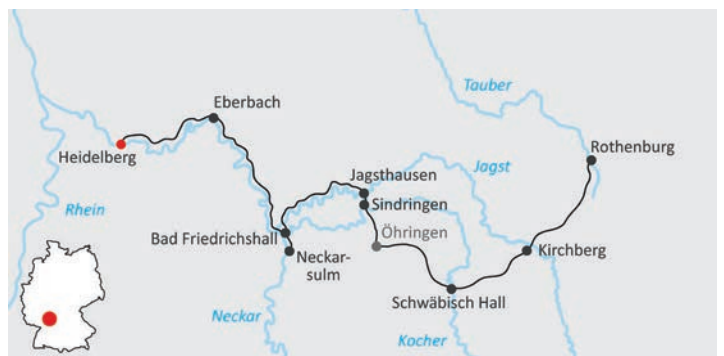 Eberbach
Tauber
Heidelberg
Rothenburg
Jagst
Jagsthausen
Rhein
Sindringen
Bad Friedrichshall
Öhringen
Neckar-
sulm
Kirchberg
Schwäbisch Hall
Neckar
Kocher